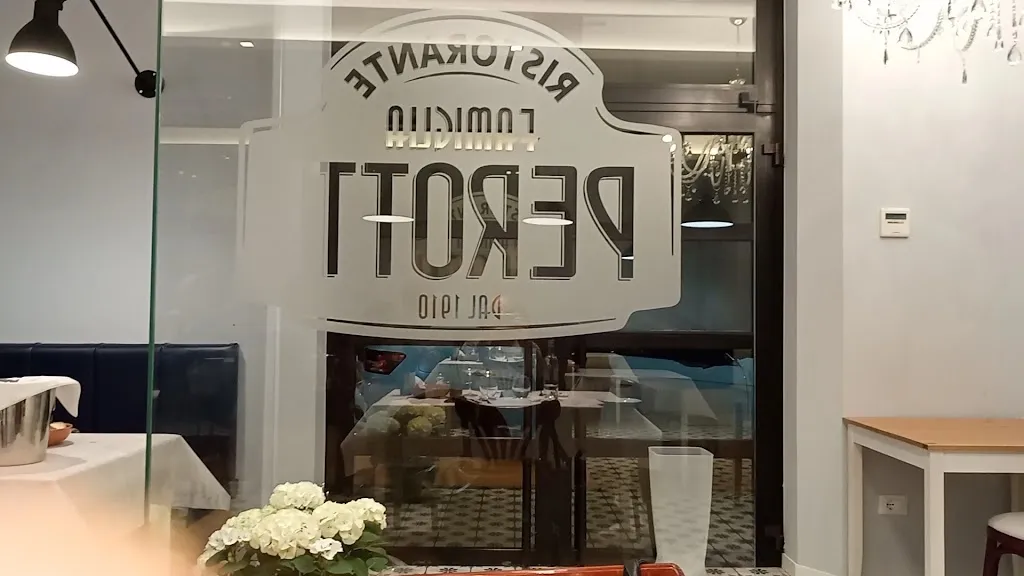 RISTORANTE
FAMIGLIA
PEROTTI
DAL 1910